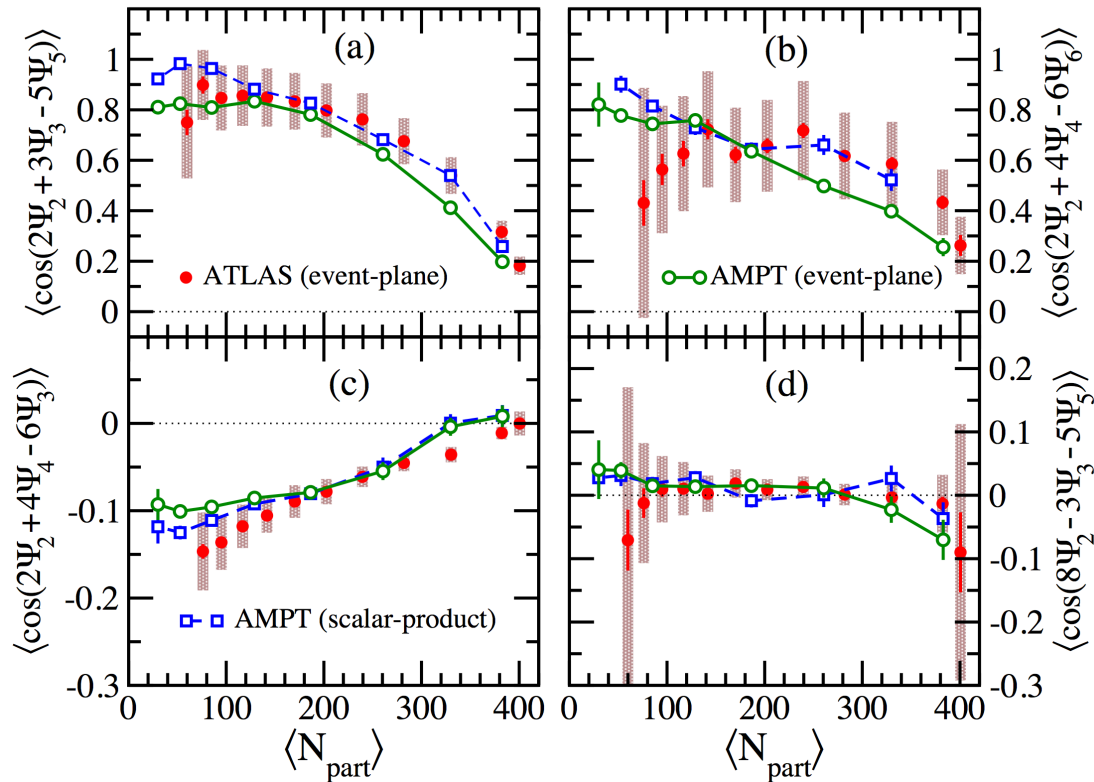 (a)
⟨cos(2Ψ₂+3Ψ₃-5Ψ₅)⟩
1
0.8
0.6
0.4
0.2
0
ATLAS (event-plane)
(b)
⟨cos(2Ψ₂+4Ψ₄-6Ψ₆)⟩
1
0.8
0.6
0.4
0.2
0
AMPT (event-plane)
(c)
⟨cos(2Ψ₂+4Ψ₄-6Ψ₃)⟩
0
-0.1
-0.2
-0.3
AMPT (scalar-product)
0 100 200 300 400
⟨N_part⟩
(d)
⟨cos(8Ψ₂-3Ψ₃-5Ψ₅)⟩
0.2
0.1
0
-0.1
-0.2
-0.3
0 100 200 300 400
⟨N_part⟩